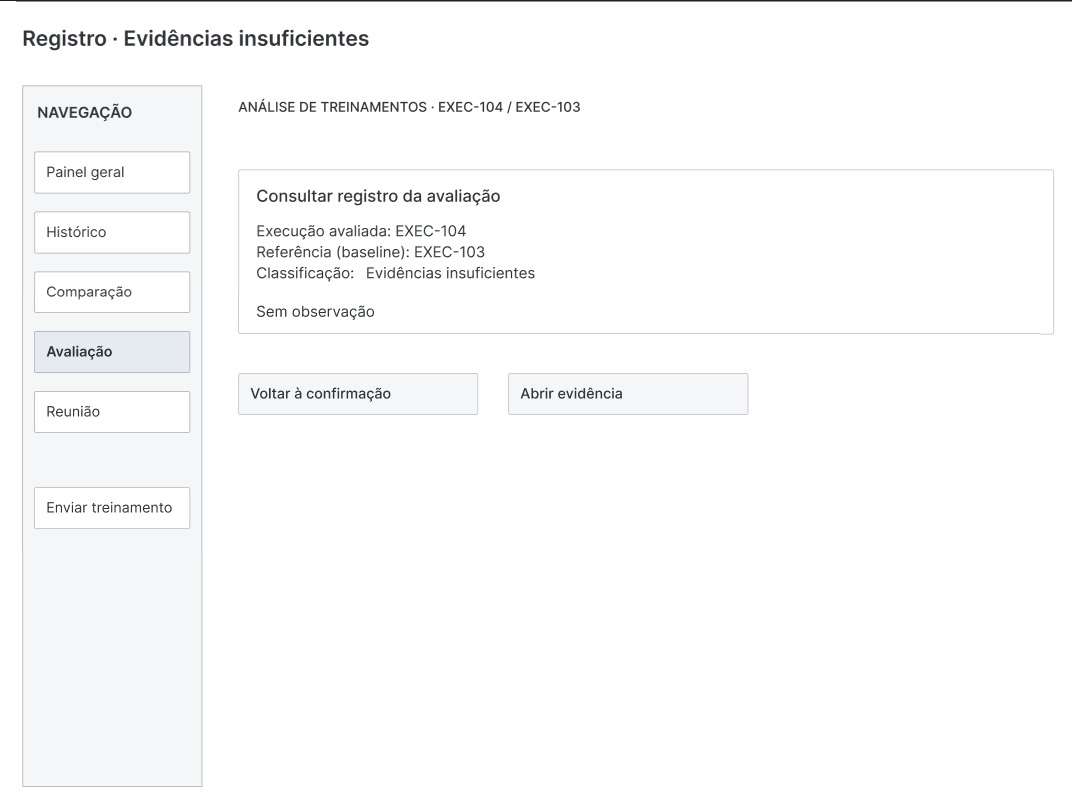 Registro · Evidências insuficientes
NAVEGAÇÃO
Painel geral
Histórico
Comparação
Avaliação
Reunião
Enviar treinamento
ANÁLISE DE TREINAMENTOS · EXEC-104 / EXEC-103
Consultar registro da avaliação
Execução avaliada: EXEC-104
Referência (baseline): EXEC-103
Classificação: Evidências insuficientes
Sem observação
Voltar à confirmação
Abrir evidência